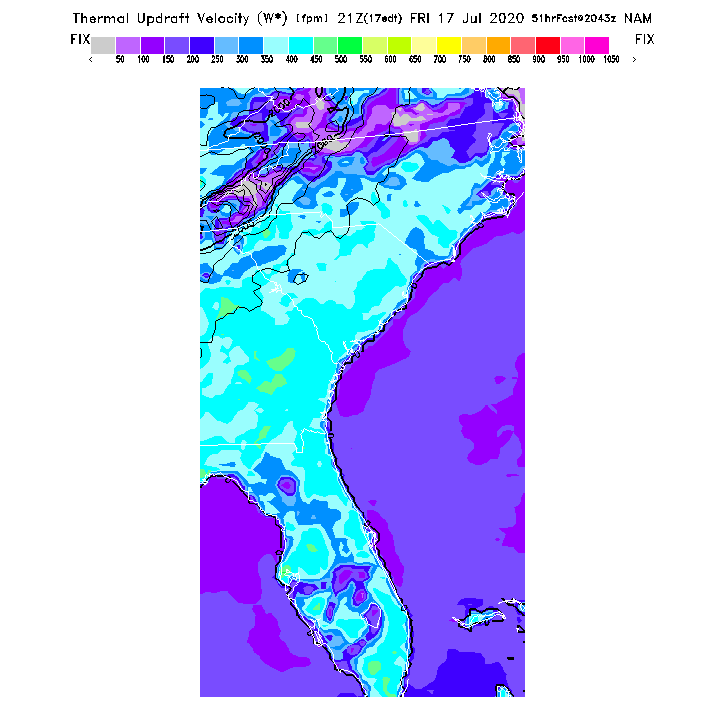 Thermal Updraft Velocity (W*) [fpm] 21Z(17edt) FRI 17 Jul 2020 51hrFcst@2043z NAM
FIX FIX
< 50 100 150 200 250 300 350 400 450 500 550 600 650 700 750 800 850 900 950 1000 1050 >